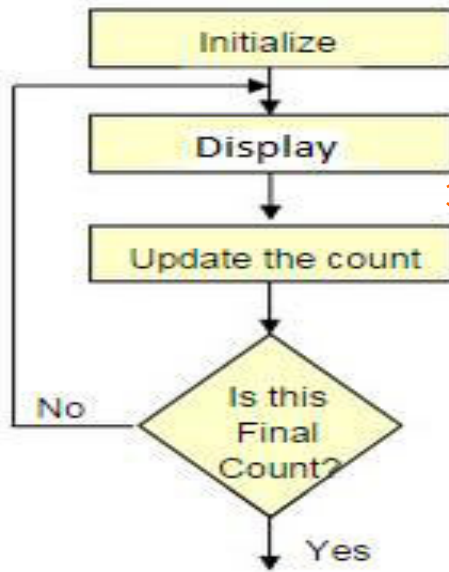 Initialize
Display
Update the count
Is this
Final
Count?
No
Yes